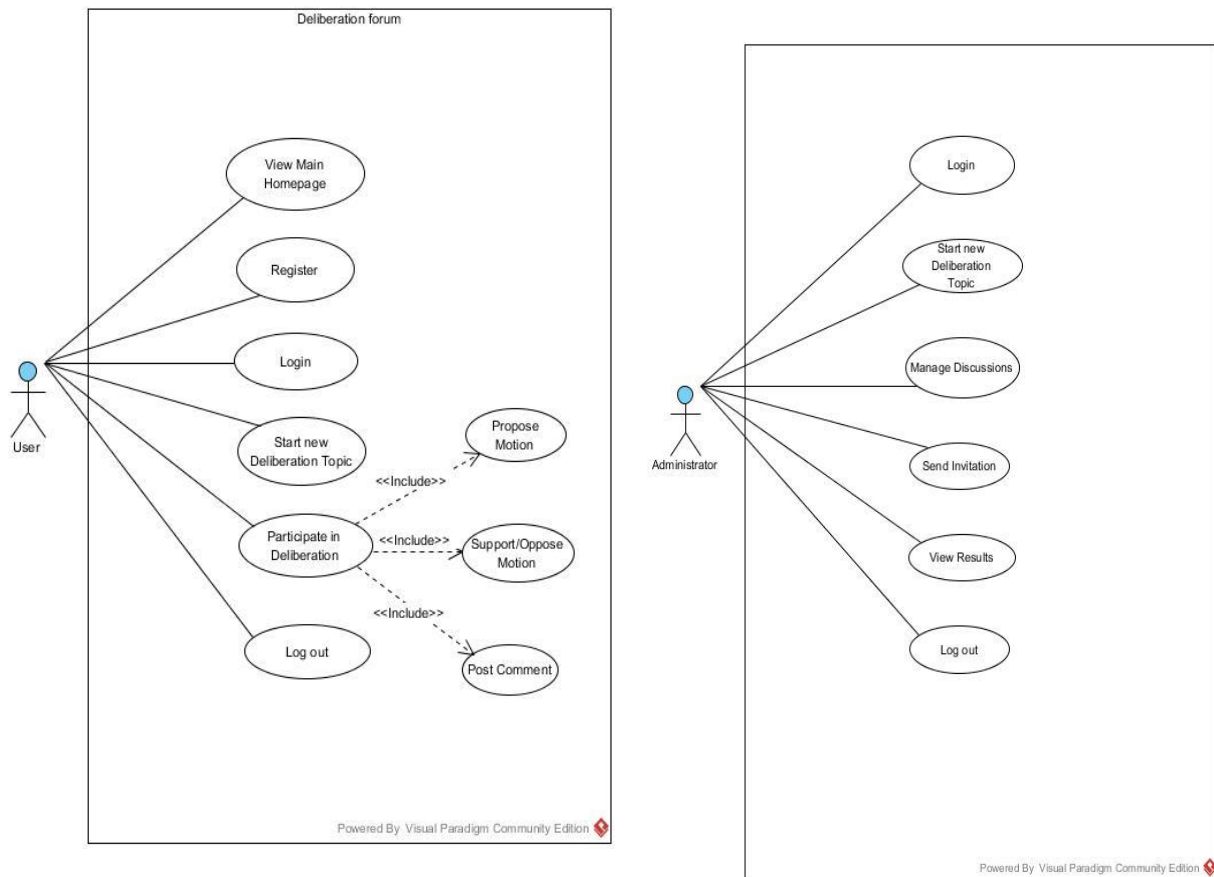 Deliberation forum
View Main
Homepage
Register
Login
Start new
Deliberation Topic
Participate in
Deliberation
Log out
<<Include>>
<<Include>>
<<Include>>
Propose
Motion
Support/Oppose
Motion
Post Comment
User
Powered By Visual Paradigm Community Edition
Login
Start new
Deliberation
Topic
Manage Discussions
Send Invitation
View Results
Log out
Administrator
Powered By Visual Paradigm Community Edition